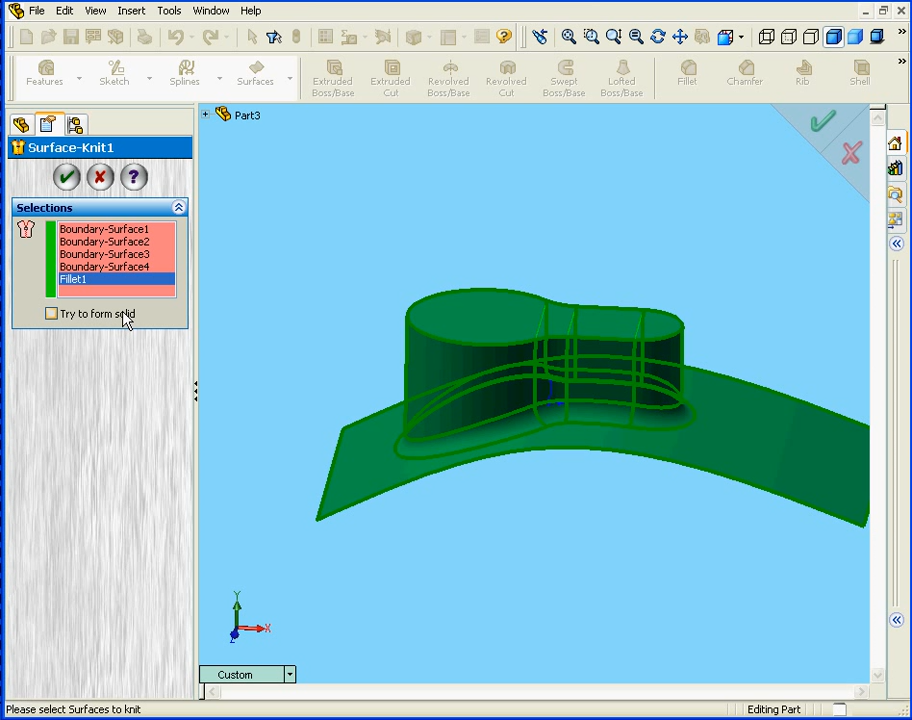 File Edit View Insert Tools Window Help
Features Sketch Splines Surfaces Extruded Boss/Base Extruded Cut Revolved Boss/Base Revolved Cut Swept Boss/Base Lofted Boss/Base Fillet Chamfer Rib Shell
Part3
Surface-Knit1
?
Selections
Boundary-Surface1
Boundary-Surface2
Boundary-Surface3
Boundary-Surface4
Fillet1
Try to form solid
Y
X
Z
Custom
Please select Surfaces to knit
Editing Part